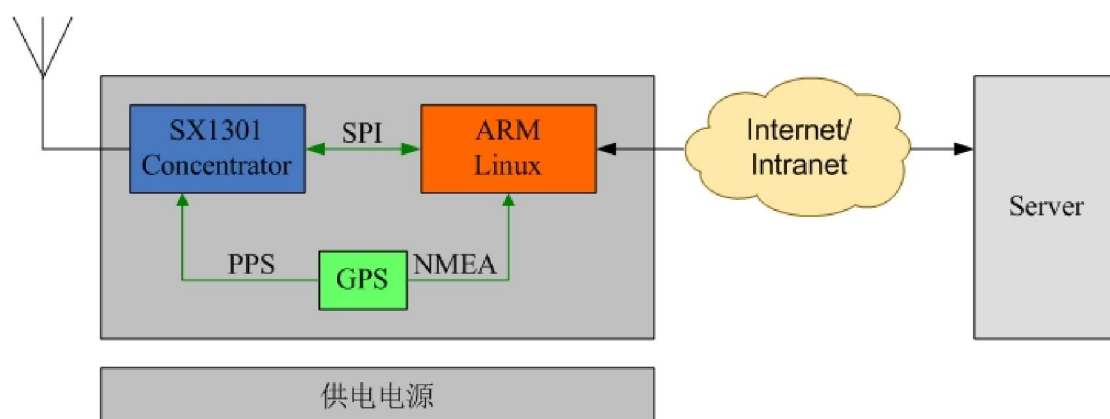 SX1301
Concentrator
SPI
ARM
Linux
PPS
GPS
NMEA
Internet/
Intranet
Server
供电电源